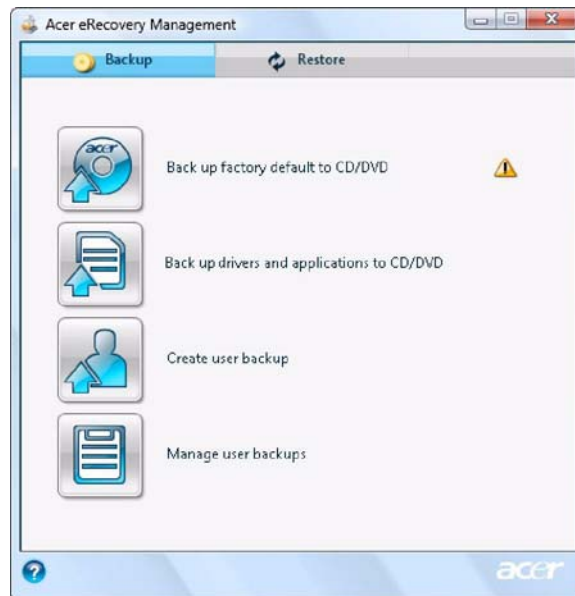 Acer eRecovery Management
Backup
Restore
acer
Back up factory default to CD/DVD
Back up drivers and applications to CD/DVD
Create user backup
Manage user backups
?
acer